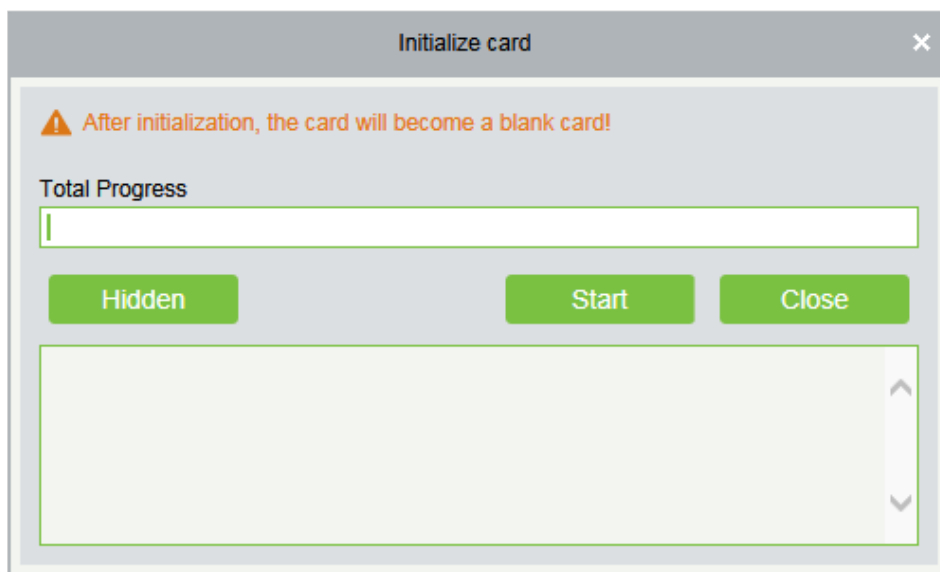 Initialize card
After initialization, the card will become a blank card!
Total Progress
Hidden
Start
Close